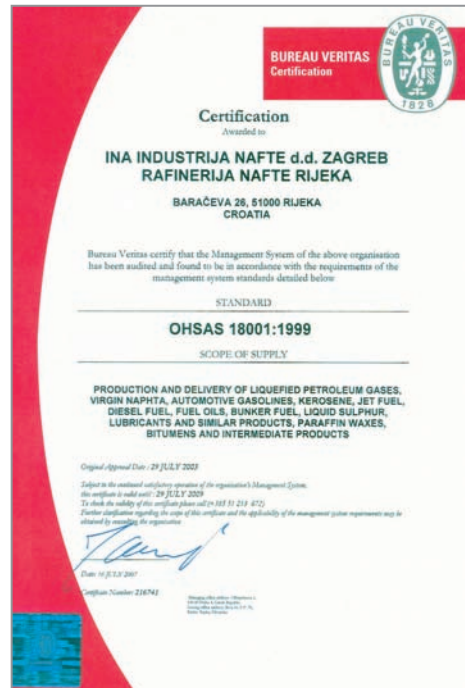 BUREAU VERITAS
Certification
BUREAU VERITAS
1828
Certification
Awarded to
INA INDUSTRIJA NAFTE d.d. ZAGREB
RAFINERIJA NAFTE RIJEKA
BARAČEVA 26, 51000 RIJEKA
CROATIA
Bureau Veritas certify that the Management System of the above organisation
has been audited and found to be in accordance with the requirements of the
management system standards detailed below
STANDARD
OHSAS 18001:1999
SCOPE OF SUPPLY
PRODUCTION AND DELIVERY OF LIQUEFIED PETROLEUM GASES,
VIRGIN NAPHTA, AUTOMOTIVE GASOLINES, KEROSENE, JET FUEL,
DIESEL FUEL, FUEL OILS, BUNKER FUEL, LIQUID SULPHUR,
LUBRICANTS AND SIMILAR PRODUCTS, PARAFFIN WAXES,
BITUMENS AND INTERMEDIATE PRODUCTS
Original Approval Date : 29 JULY 2003
Subject to the continued satisfactory operation of the organisation's Management System,
this certificate is valid until : 29 JULY 2009
To check the validity of this certificate please call
Further clarification regarding the scope of this certificate and the applicability of the management system requirements may be
obtained by consulting the organisation
Date: JULY 2007
Certificate Number: 216743